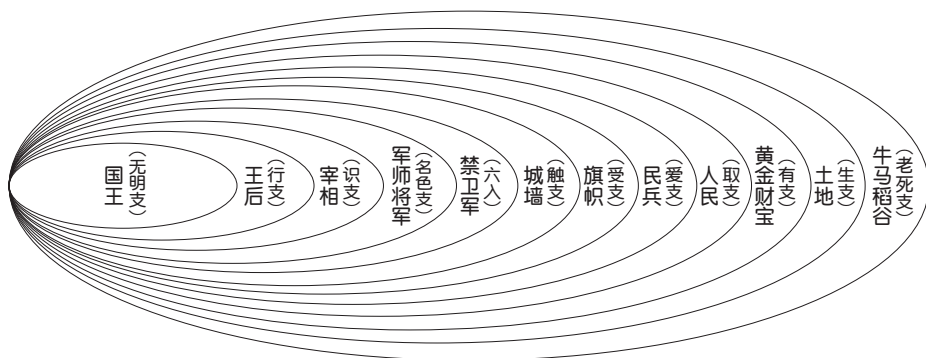 国王
(无明支)
王后
(行支)
宰相
(识支)
军师将军
(名色支)
禁卫军
(六入)
城墙
(触支)
旗帜
(受支)
民兵
(爱支)
人民
(取支)
黄金财宝
(有支)
土地
(生支)
牛马稻谷
(老死支)